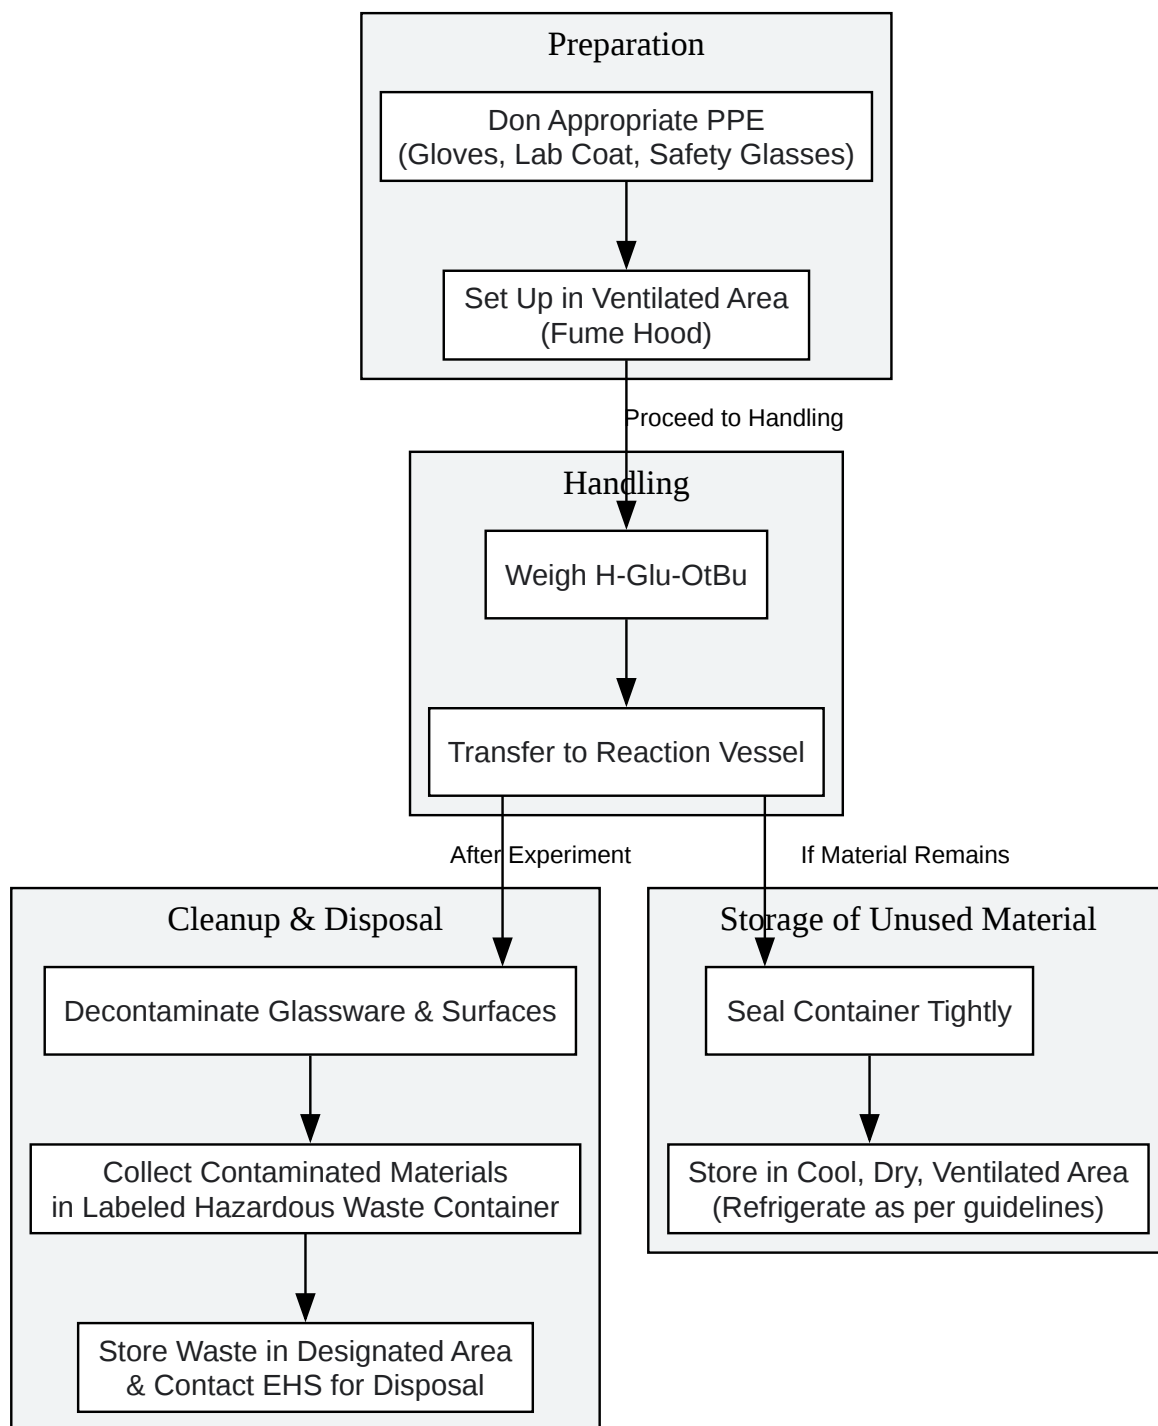 Preparation
Don Appropriate PPE
(Gloves, Lab Coat, Safety Glasses)
Set Up in Ventilated Area
(Fume Hood)
Proceed to Handling
Handling
Weigh H-Glu-OtBu
Transfer to Reaction Vessel
After Experiment
If Material Remains
Cleanup & Disposal
Decontaminate Glassware & Surfaces
Collect Contaminated Materials
in Labeled Hazardous Waste Container
Store Waste in Designated Area
& Contact EHS for Disposal
Storage of Unused Material
Seal Container Tightly
Store in Cool, Dry, Ventilated Area
(Refrigerate as per guidelines)